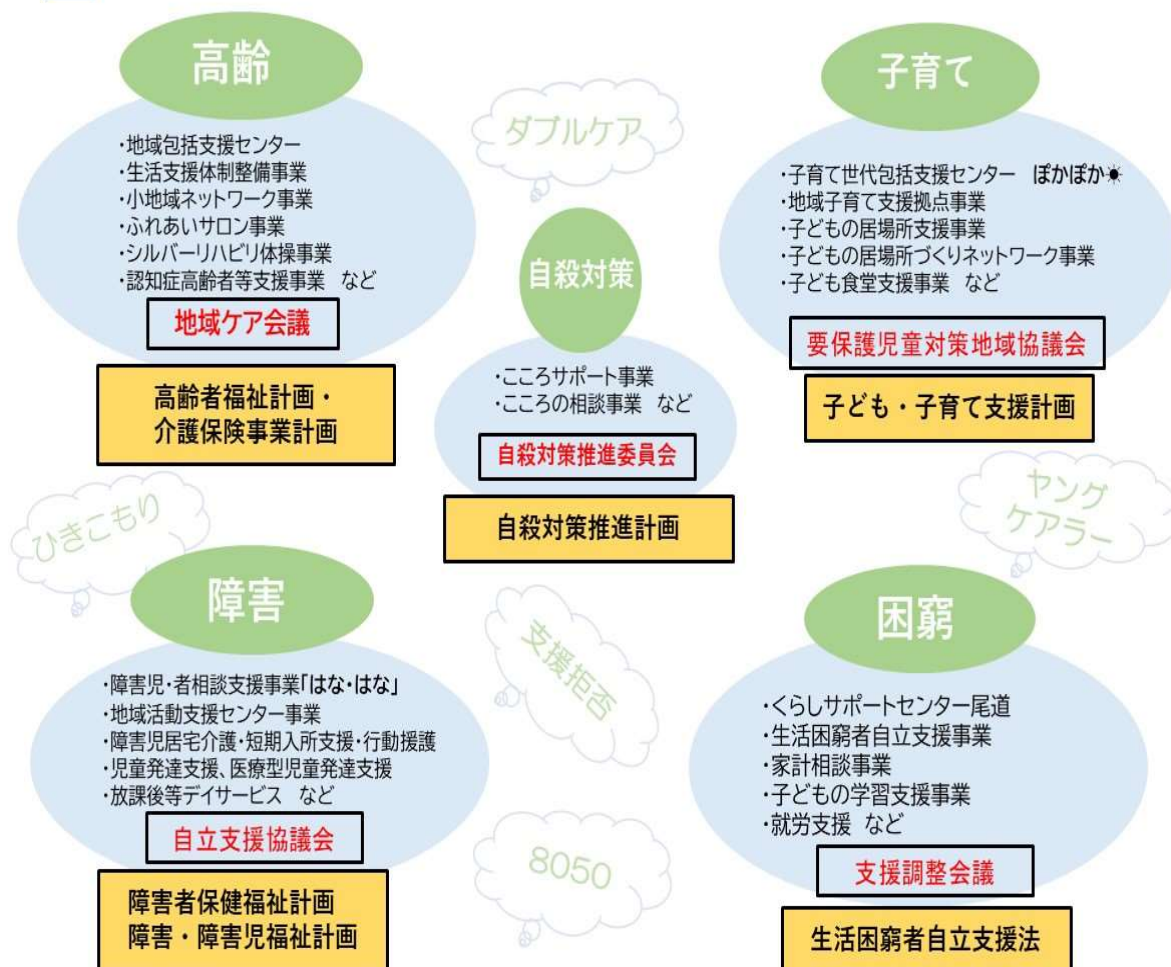 高齢
・地域包括支援センター
・生活支援体制整備事業
・小地域ネットワーク事業
・ふれあいサロン事業
・シルバーリハビリ体操事業
・認知症高齢者等支援事業 など
地域ケア会議
高齢者福祉計画・
介護保険事業計画
ダブルケア
子育て
・子育て世代包括支援センター ぽかぽか☀
・地域子育て支援拠点事業
・子どもの居場所支援事業
・子どもの居場所づくりネットワーク事業
・子ども食堂支援事業 など
要保護児童対策地域協議会
子ども・子育て支援計画
自殺対策
・こころサポート事業
・こころの相談事業 など
自殺対策推進委員会
自殺対策推進計画
ひきこもり
ヤング
ケアラー
障害
・障害児・者相談支援事業「はな・はな」
・地域活動支援センター事業
・障害児居宅介護・短期入所支援・行動援護
・児童発達支援、医療型児童発達支援
・放課後等デイサービス など
自立支援協議会
障害者保健福祉計画
障害・障害児福祉計画
支援拒否
8050
困窮
・くらしサポートセンター尾道
・生活困窮者自立支援事業
・家計相談事業
・子どもの学習支援事業
・就労支援 など
支援調整会議
生活困窮者自立支援法